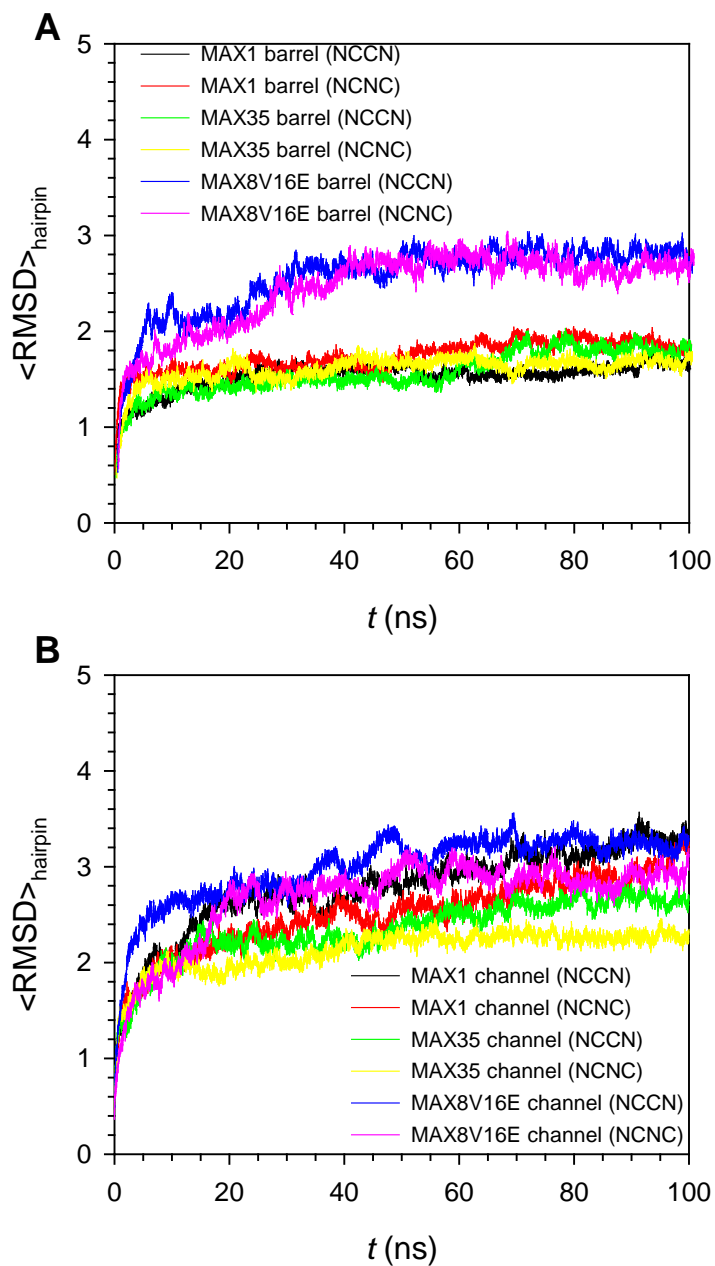 A
5
MAX1 barrel (NCCN)
MAX1 barrel (NCNC)
4
MAX35 barrel (NCCN)
MAX35 barrel (NCNC)
MAX8V16E barrel (NCCN)
MAX8V16E barrel (NCNC)
3
2
1
0
<RMSD>hairpin
0 20 40 60 80 100
t (ns)
B
5
4
3
2
1
0
<RMSD>hairpin
MAX1 channel (NCCN)
MAX1 channel (NCNC)
MAX35 channel (NCCN)
MAX35 channel (NCNC)
MAX8V16E channel (NCCN)
MAX8V16E channel (NCNC)
0 20 40 60 80 100
t (ns)